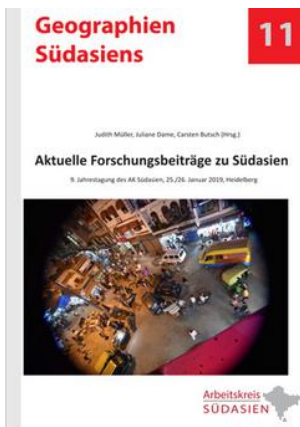 Geographien
Südasiens
11
Judith Müller, Juliane Dame, Carsten Butsch (Hrsg.)
Aktuelle Forschungsbeiträge zu Südasien
9. Jahrestagung des AK Südasien, 25./26. Januar 2019, Heidelberg
Arbeitskreis
SÜDASIEN